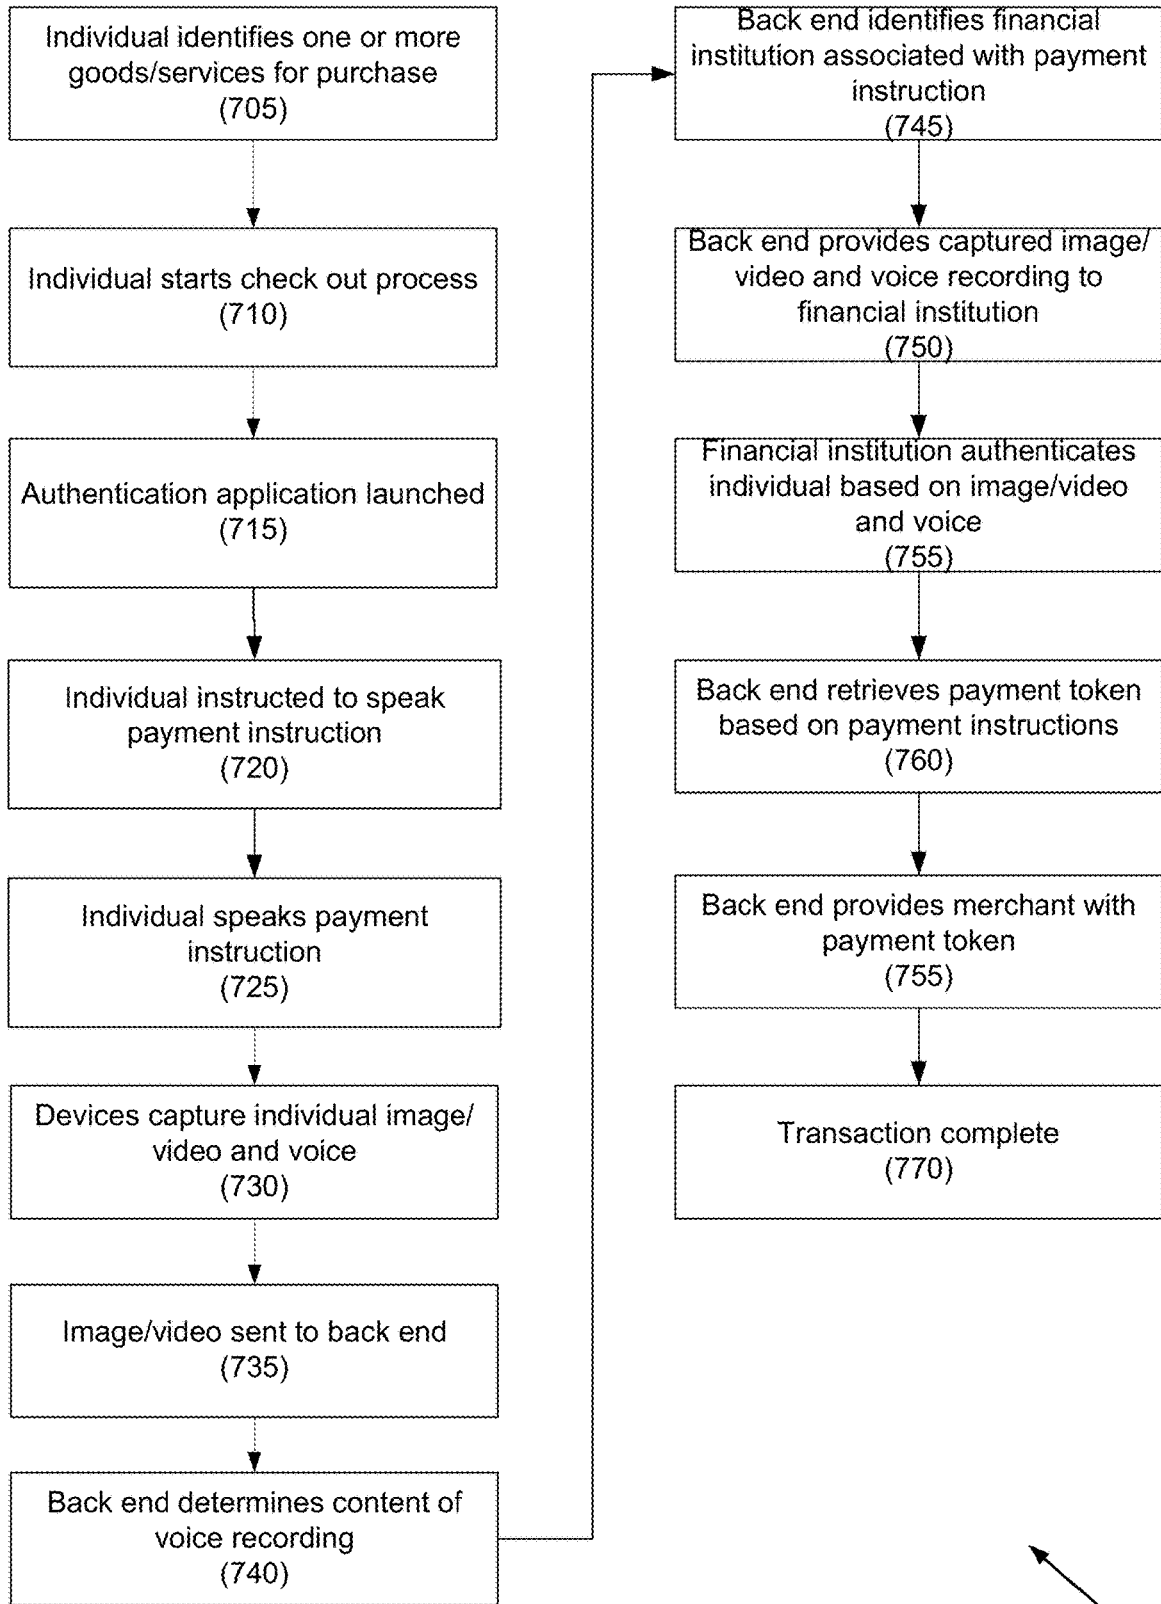 Individual identifies one or more
goods/services for purchase
(705)
Individual starts check out process
(710)
Authentication application launched
(715)
Individual instructed to speak
payment instruction
(720)
Individual speaks payment
instruction
(725)
Devices capture individual image/
video and voice
(730)
Image/video sent to back end
(735)
Back end determines content of
voice recording
(740)
Back end identifies financial
institution associated with payment
instruction
(745)
Back end provides captured image/
video and voice recording to
financial institution
(750)
Financial institution authenticates
individual based on image/video
and voice
(755)
Back end retrieves payment token
based on payment instructions
(760)
Back end provides merchant with
payment token
(755)
Transaction complete
(770)